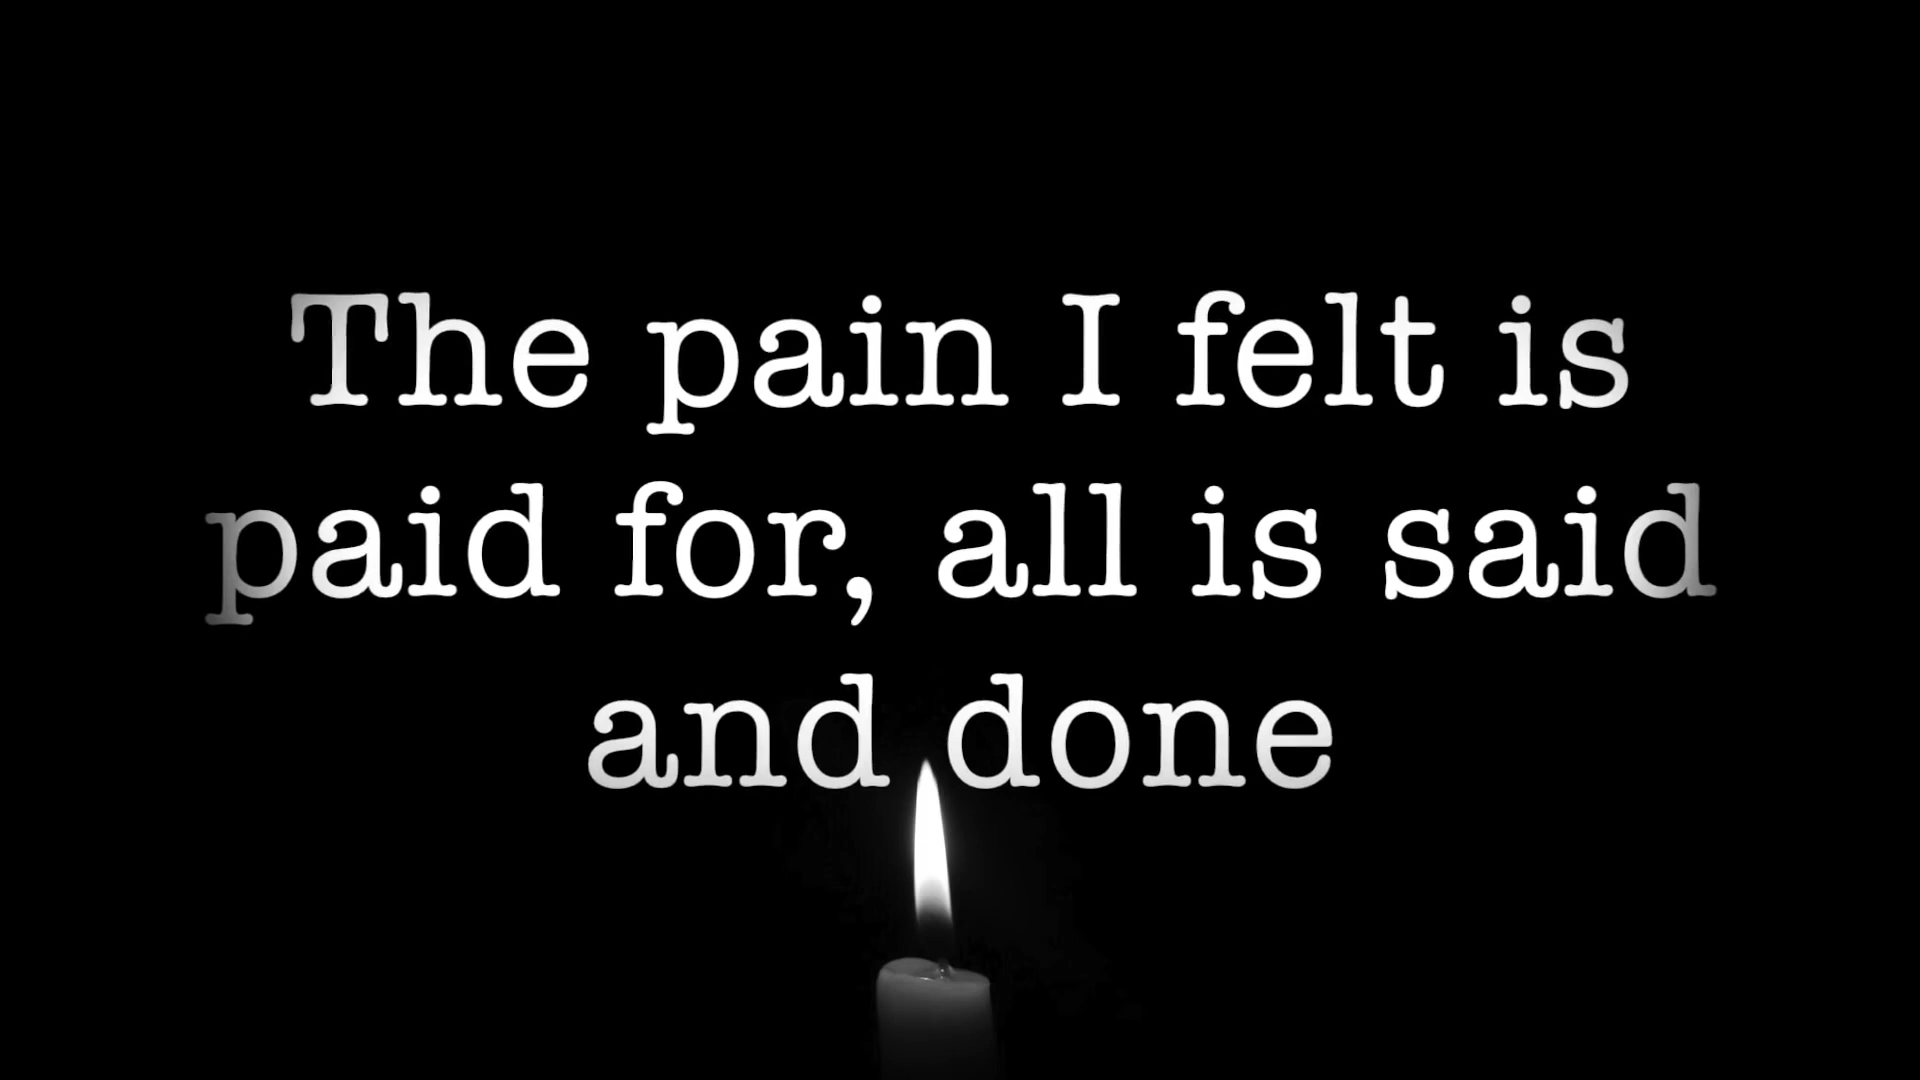 The pain I felt is
paid for, all is said
and done